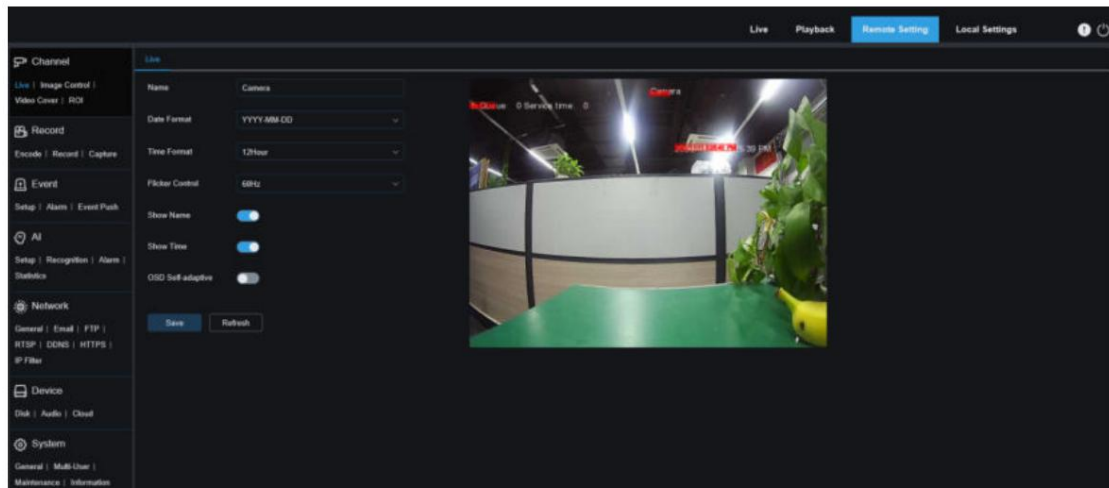 Live Playback Remote Setting Local Settings
Channel
Live | Image Control |
Video Cover | ROI
Record
Encode | Record | Capture
Event
Setup | Alarm | Event Push
AI
Setup | Recognition | Alarm |
Statistics
Network
General | Email | FTP |
RTSP | DDNS | HTTPS |
IP Filter
Device
Disk | Audio | Cloud
System
General | Multi-User |
Maintenance | Information
Live
Name Camera
Date Format YYYY-MM-DD
Time Format 12Hour
Flicker Control 60Hz
Show Name
Show Time
OSD Self-adaptive
Save Refresh
Camera
0 Service time: 0
PM